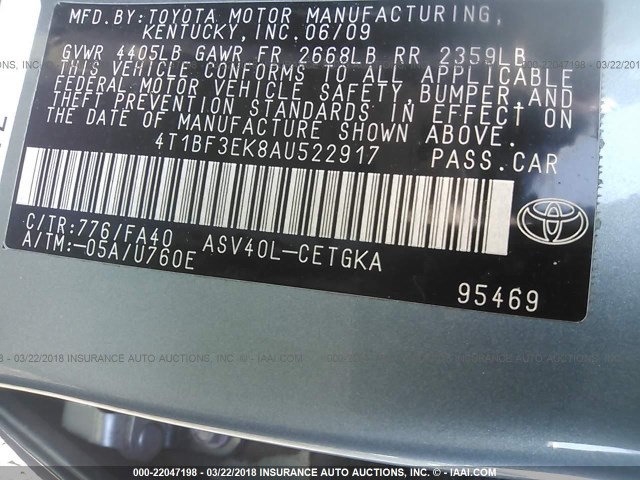 MFD.BY:TOYOTA MOTOR MANUFACTURING,
KENTUCKY, INC. 06/09
GVWR 4405LB GAWR FR 2668LB RR 2359LB
THIS VEHICLE CONFORMS TO ALL APPLICABLE
FEDERAL MOTOR VEHICLE SAFETY, BUMPER, AND
THEFT PREVENTION STANDARDS IN EFFECT ON
THE DATE OF MANUFACTURE SHOWN ABOVE.
4T1BF3EK8AU522917 PASS.CAR
C/TR:776/FA40 ASV40L-CETGKA
A/TM:-05A/U760E
TOYOTA
95469
000-22047198 - 03/22/2018 INSURANCE AUTO AUCTIONS, INC. © - IAAI.COM